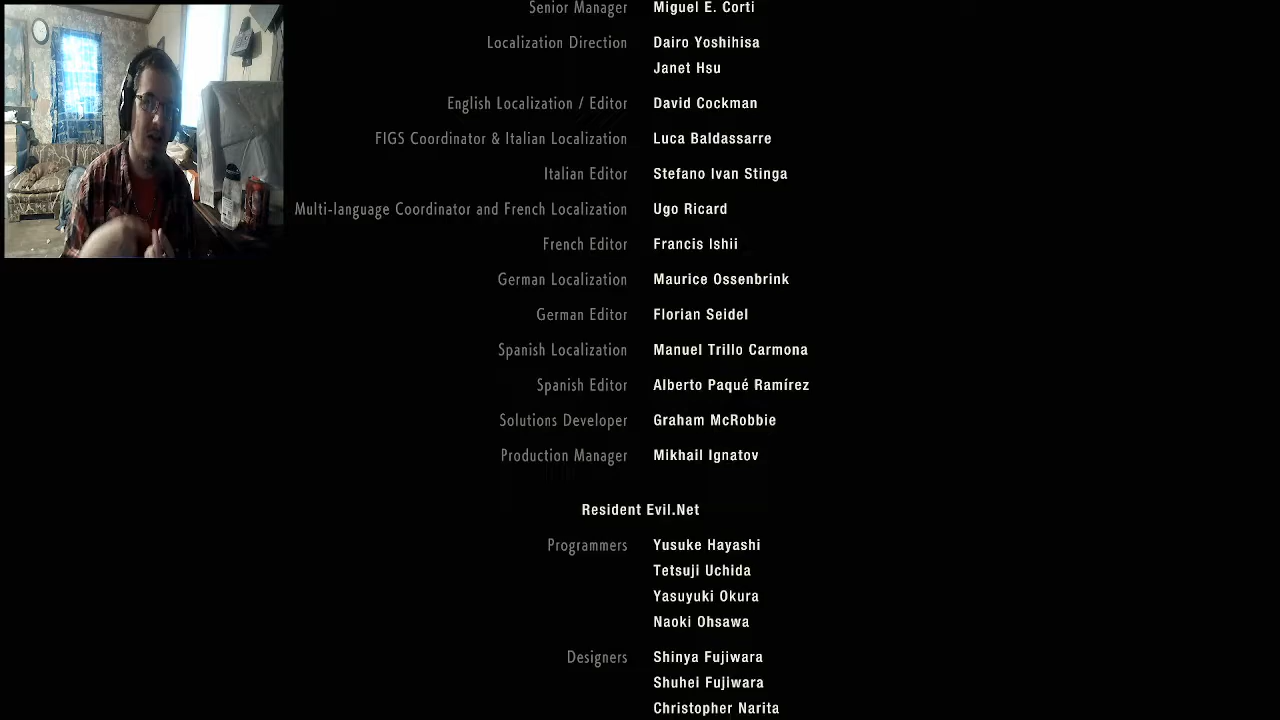 Senior Manager Miguel E. Corti
Localization Direction Dairo Yoshihisa
Janet Hsu
English Localization / Editor David Cockman
FIGS Coordinator & Italian Localization Luca Baldassarre
Italian Editor Stefano Ivan Stinga
Multi-language Coordinator and French Localization Ugo Ricard
French Editor Francis Ishii
German Localization Maurice Ossenbrink
German Editor Florian Seidel
Spanish Localization Manuel Trillo Carmona
Spanish Editor Alberto Paqué Ramírez
Solutions Developer Graham McRobbie
Production Manager Mikhail Ignatov
Resident Evil.Net
Programmers Yusuke Hayashi
Tetsuji Uchida
Yasuyuki Okura
Naoki Ohsawa
Designers Shinya Fujiwara
Shuhei Fujiwara
Christopher Narita